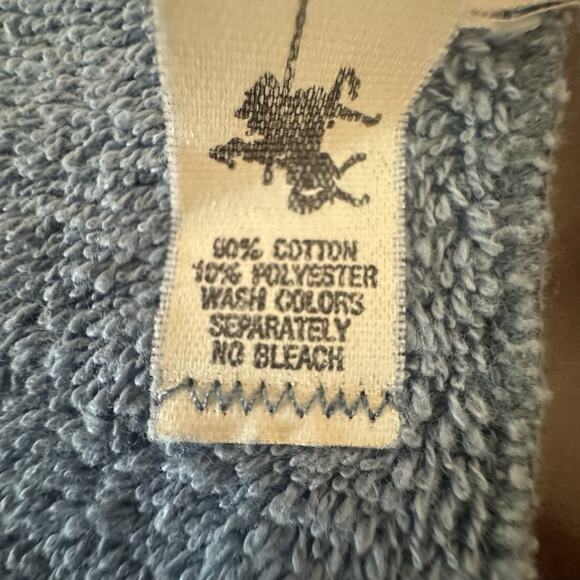 90% COTTON
10% POLYESTER
WASH COLORS
SEPARATELY
NO BLEACH